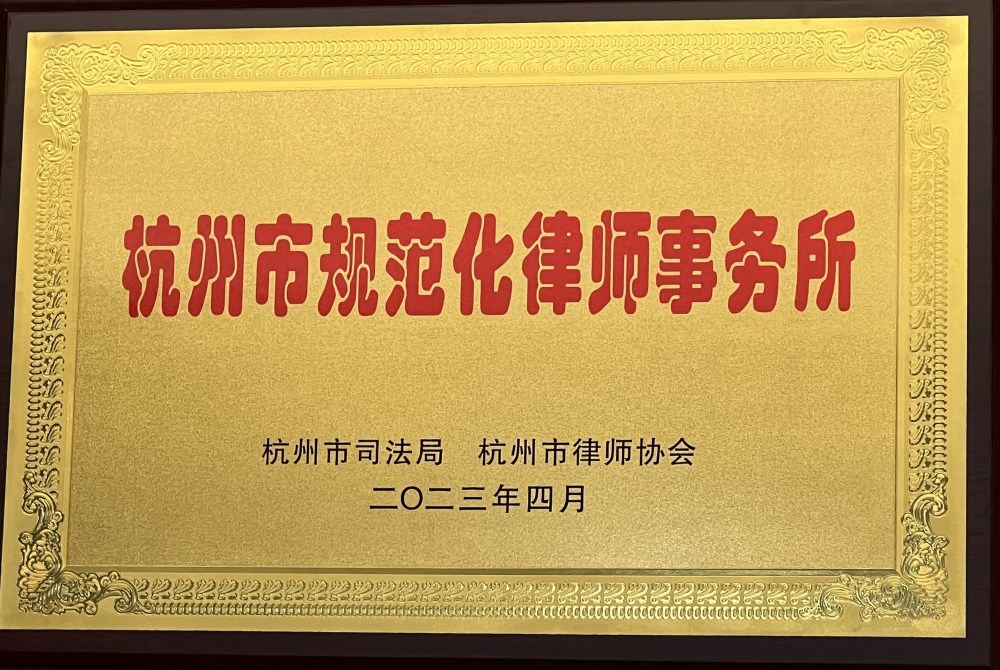 杭州市规范化律师事务所
杭州市司法局 杭州市律师协会
二〇二三年四月